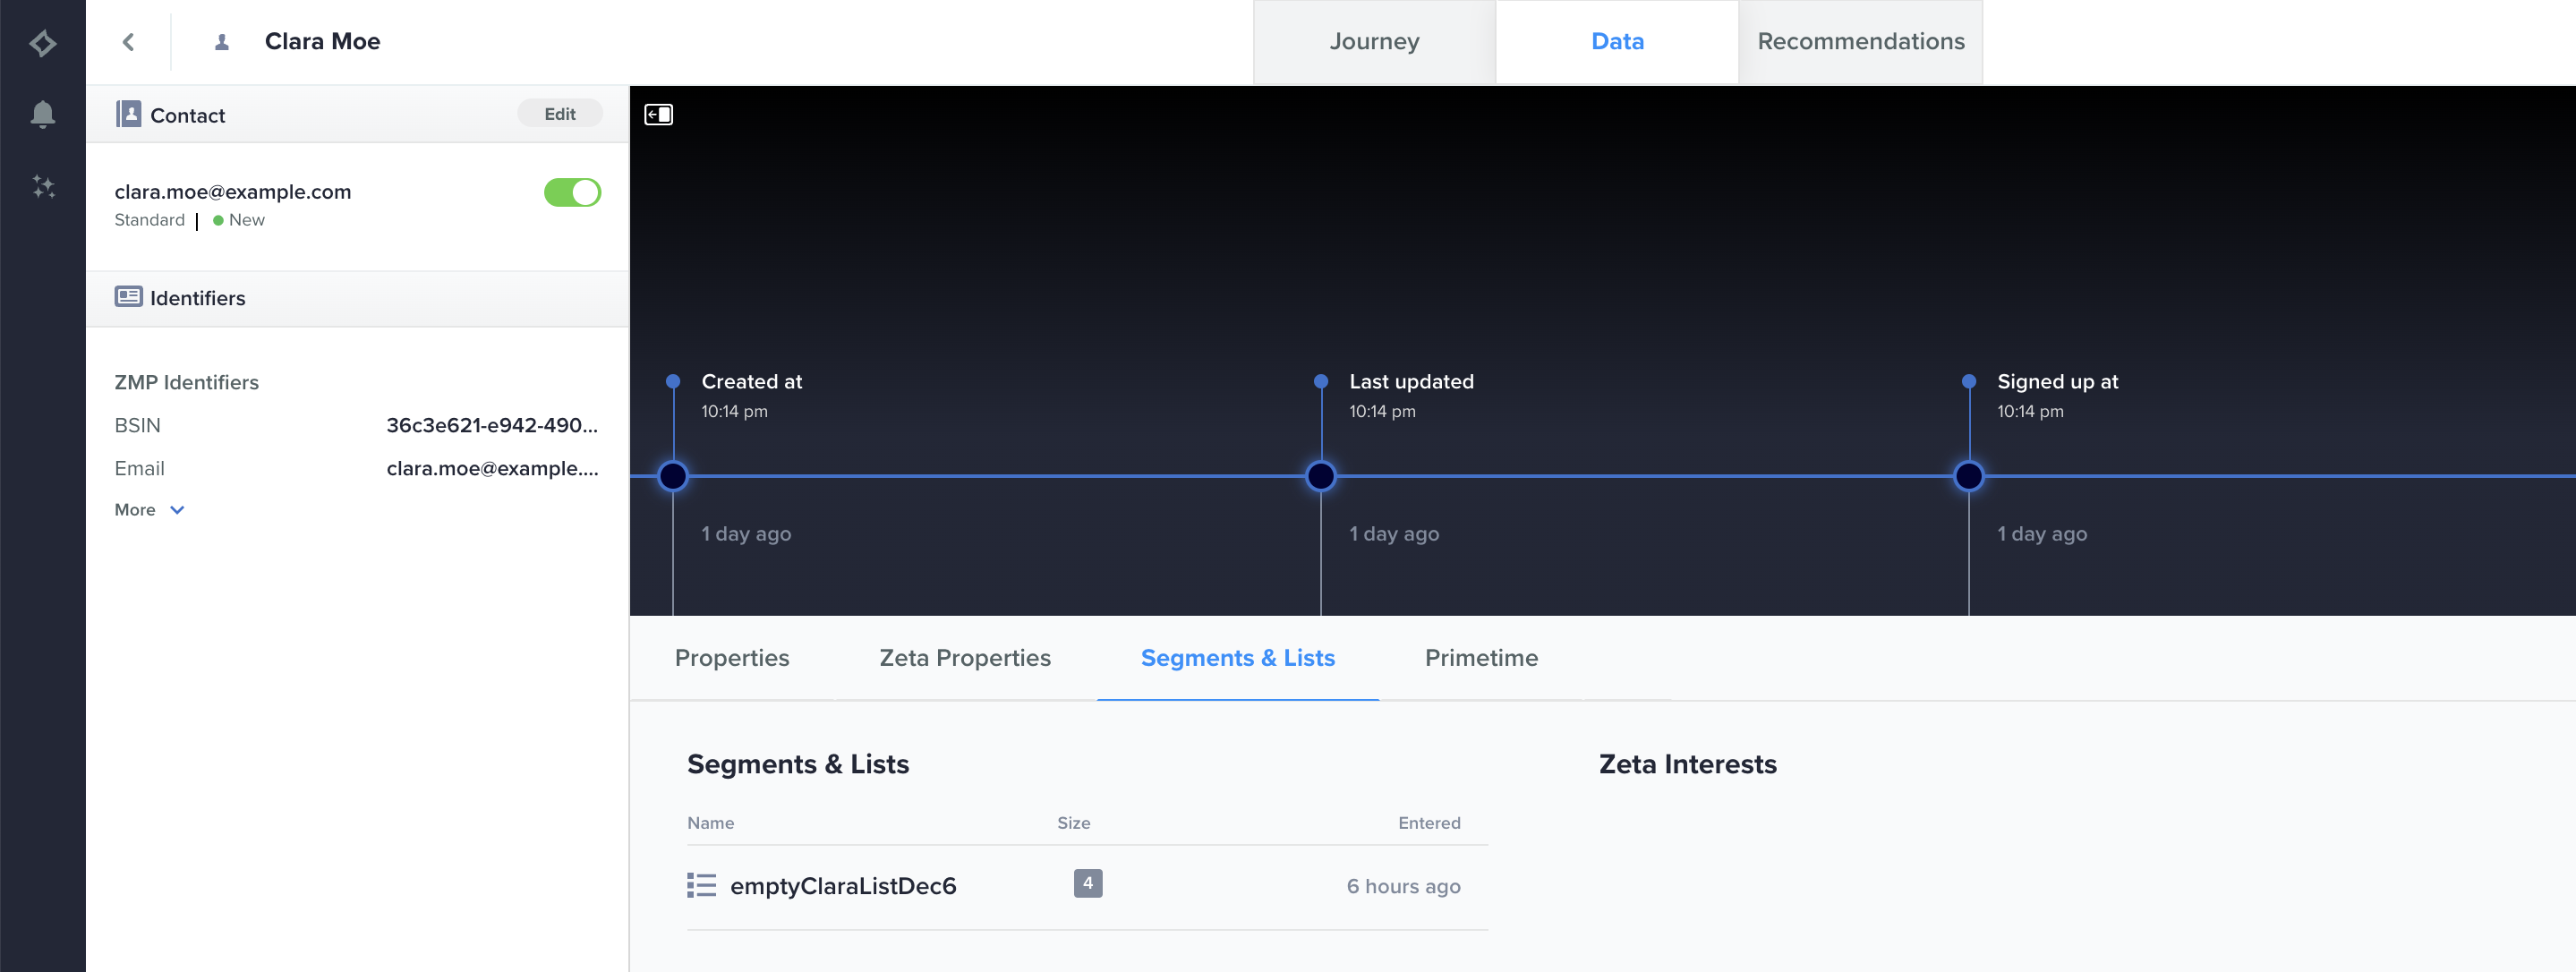 Clara Moe
Journey
Data
Recommendations
Contact
Edit
clara.moe@example.com
Standard | New
Identifiers
ZMP Identifiers
BSIN 36c3e621-e942-490...
Email clara.moe@example....
More
Created at
10:14 pm
1 day ago
Last updated
10:14 pm
1 day ago
Signed up at
10:14 pm
1 day ago
Properties
Zeta Properties
Segments & Lists
Primetime
Segments & Lists
Name Size Entered
emptyClaraListDec6 4 6 hours ago
Zeta Interests